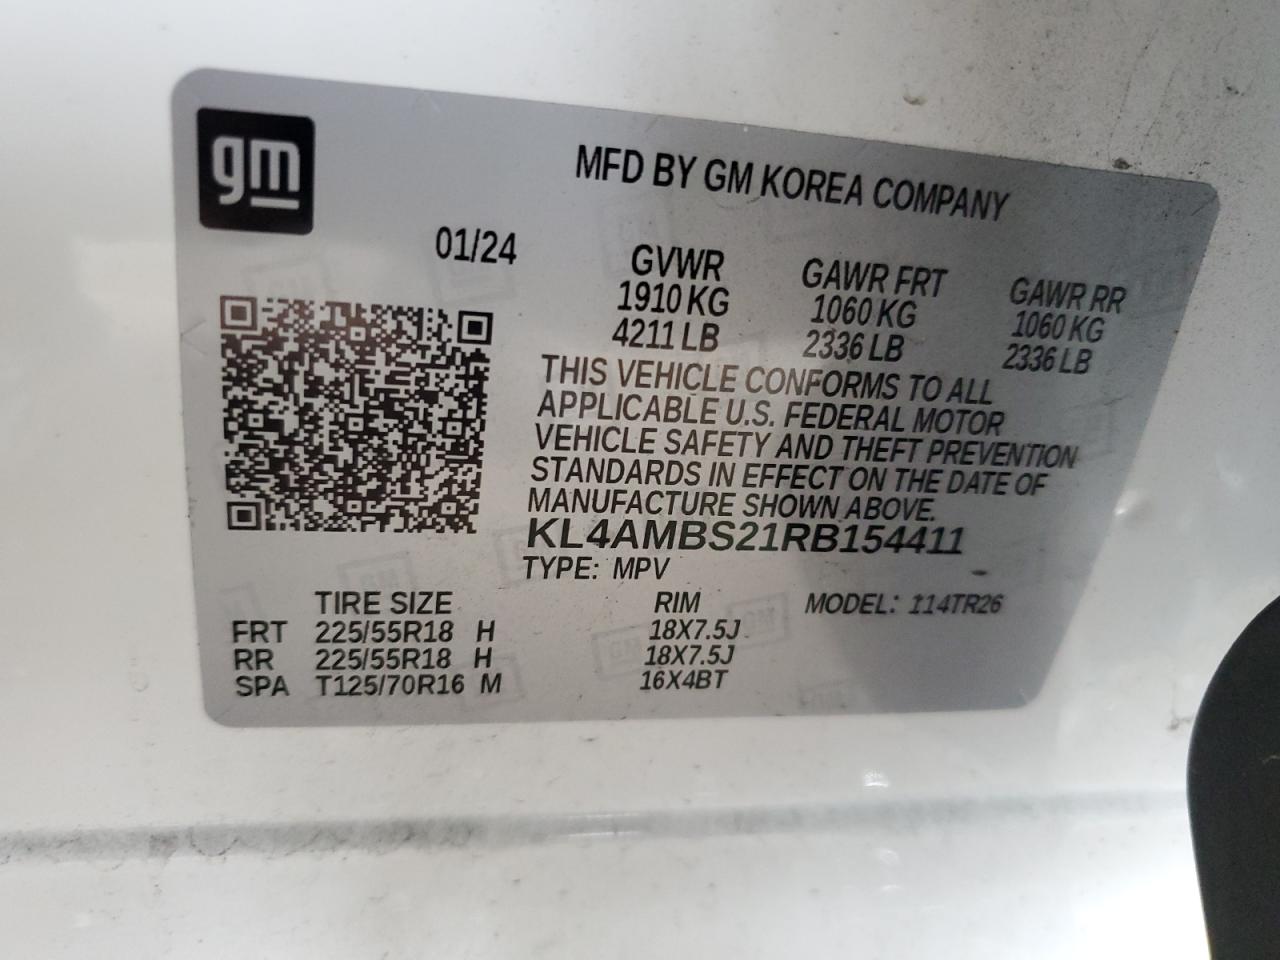 gm
MFD BY GM KOREA COMPANY
01/24
GVWR GAWR FRT GAWR RR
1910 KG 1060 KG 1060 KG
4211 LB 2336 LB 2336 LB
THIS VEHICLE CONFORMS TO ALL
APPLICABLE U.S. FEDERAL MOTOR
VEHICLE SAFETY AND THEFT PREVENTION
STANDARDS IN EFFECT ON THE DATE OF
MANUFACTURE SHOWN ABOVE.
KL4AMBS21RB154411
TYPE: MPV
TIRE SIZE RIM MODEL: 114TR26
FRT 225/55R18 H 18X7.5J
RR 225/55R18 H 18X7.5J
SPA T125/70R16 M 16X4BT